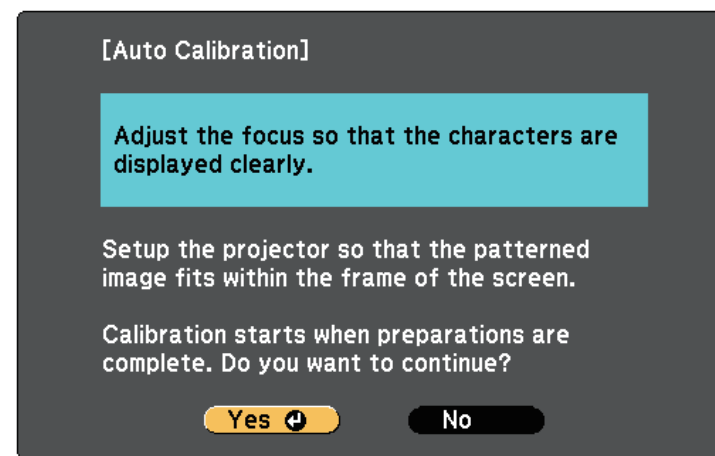 [Auto Calibration]
Adjust the focus so that the characters are
displayed clearly.
Setup the projector so that the patterned
image fits within the frame of the screen.
Calibration starts when preparations are
complete. Do you want to continue?
Yes No